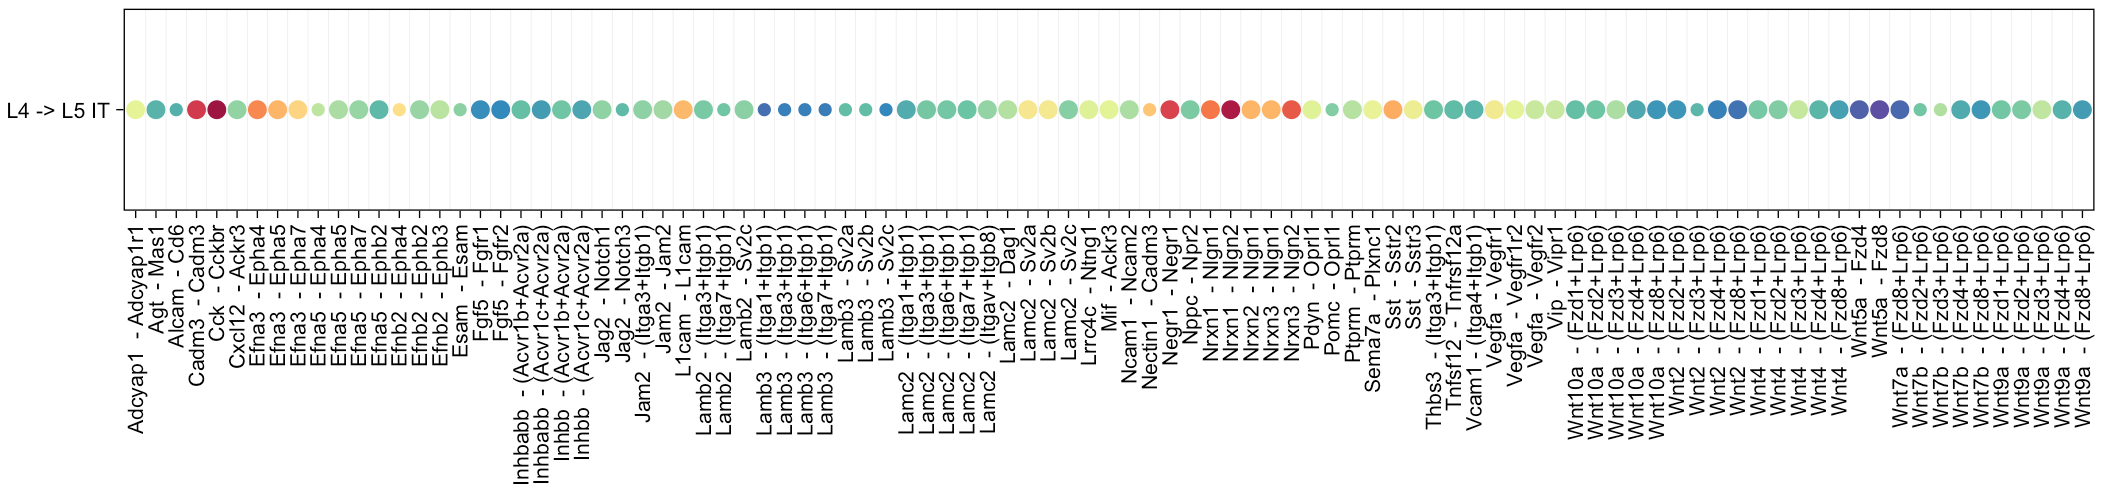 L4 -> L5 IT
Adcyap1 - Adcyap1r1
Agt - Mas1
Alcam - Cd6
Cadm3 - Cadm3
Cck - Cckbr
Cxcl12 - Ackr3
Efna3 - Epha4
Efna3 - Epha5
Efna3 - Epha7
Efna5 - Epha4
Efna5 - Epha5
Efna5 - Epha7
Efna5 - Ephb2
Efnb2 - Epha4
Efnb2 - Ephb2
Efnb2 - Ephb3
Esam - Esam
Fgf5 - Fgfr1
Fgf5 - Fgfr2
Inhbabb - (Acvr1b+Acvr2a)
Inhbabb - (Acvr1c+Acvr2a)
Inhbb - (Acvr1b+Acvr2a)
Inhbb - (Acvr1c+Acvr2a)
Jag2 - Notch1
Jag2 - Notch3
Jam2 - (Itga3+Itgb1)
Jam2 - Jam2
L1cam - L1cam
Lamb2 - (Itga3+Itgb1)
Lamb2 - (Itga7+Itgb1)
Lamb2 - Sv2c
Lamb3 - (Itga1+Itgb1)
Lamb3 - (Itga3+Itgb1)
Lamb3 - (Itga6+Itgb1)
Lamb3 - (Itga7+Itgb1)
Lamb3 - Sv2a
Lamb3 - Sv2b
Lamb3 - Sv2c
Lamc2 - (Itga1+Itgb1)
Lamc2 - (Itga3+Itgb1)
Lamc2 - (Itga6+Itgb1)
Lamc2 - (Itga7+Itgb1)
Lamc2 - (Itgav+Itgb8)
Lamc2 - Dag1
Lamc2 - Sv2a
Lamc2 - Sv2b
Lamc2 - Sv2c
Lrrc4c - Ntng1
Mif - Ackr3
Ncam1 - Ncam2
Nectin1 - Cadm3
Negr1 - Negr1
Nppc - Npr2
Nrxn1 - Nlgn1
Nrxn1 - Nlgn2
Nrxn2 - Nlgn1
Nrxn3 - Nlgn1
Nrxn3 - Nlgn2
Pdyn - Oprl1
Pomc - Oprl1
Ptprm - Ptprm
Sema7a - Plxnc1
Sst - Sstr2
Sst - Sstr3
Thbs3 - (Itga3+Itgb1)
Tnfsf12 - Tnfrsf12a
Vcam1 - (Itga4+Itgb1)
Vegfa - Vegfr1
Vegfa - Vegfr1r2
Vegfa - Vegfr2
Vip - Vipr1
Wnt10a - (Fzd1+Lrp6)
Wnt10a - (Fzd2+Lrp6)
Wnt10a - (Fzd3+Lrp6)
Wnt10a - (Fzd4+Lrp6)
Wnt10a - (Fzd8+Lrp6)
Wnt2 - (Fzd2+Lrp6)
Wnt2 - (Fzd3+Lrp6)
Wnt2 - (Fzd4+Lrp6)
Wnt2 - (Fzd8+Lrp6)
Wnt4 - (Fzd1+Lrp6)
Wnt4 - (Fzd2+Lrp6)
Wnt4 - (Fzd3+Lrp6)
Wnt4 - (Fzd4+Lrp6)
Wnt4 - (Fzd8+Lrp6)
Wnt5a - Fzd4
Wnt5a - Fzd8
Wnt7a - (Fzd8+Lrp6)
Wnt7b - (Fzd2+Lrp6)
Wnt7b - (Fzd3+Lrp6)
Wnt7b - (Fzd4+Lrp6)
Wnt7b - (Fzd8+Lrp6)
Wnt9a - (Fzd1+Lrp6)
Wnt9a - (Fzd2+Lrp6)
Wnt9a - (Fzd3+Lrp6)
Wnt9a - (Fzd4+Lrp6)
Wnt9a - (Fzd8+Lrp6)